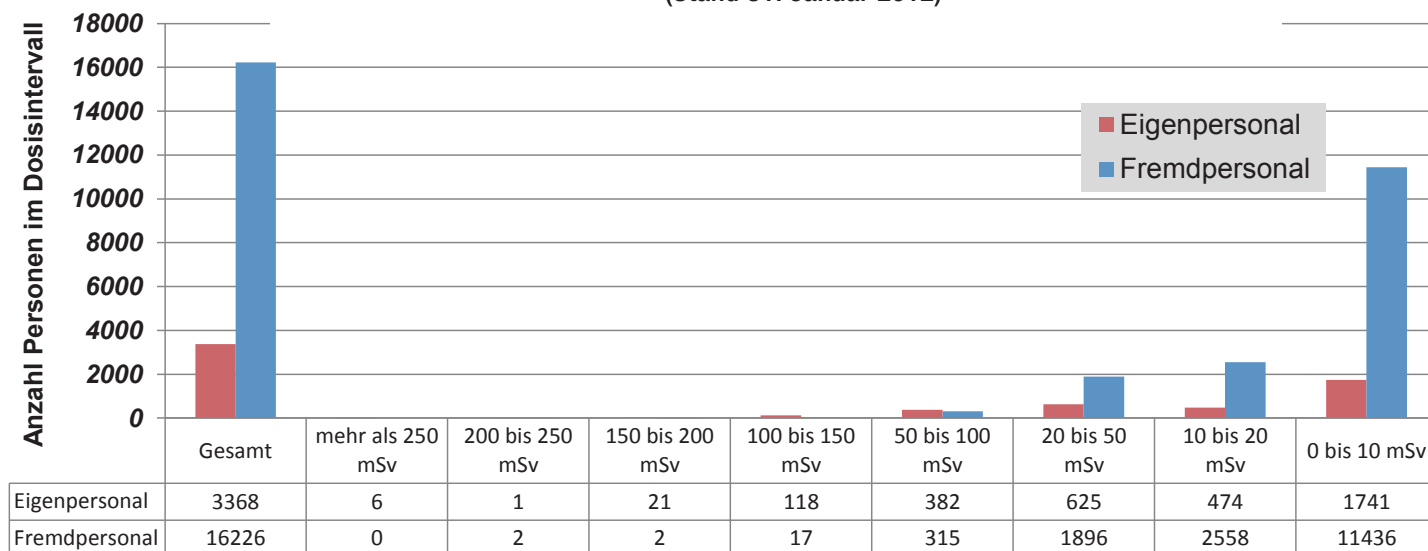 Anzahl Personen im Dosisintervall
18000
16000
14000
12000
10000
8000
6000
4000
2000
0
Eigenpersonal
Fremdpersonal
Gesamt mehr als 250 mSv 200 bis 250 mSv 150 bis 200 mSv 100 bis 150 mSv 50 bis 100 mSv 20 bis 50 mSv 10 bis 20 mSv 0 bis 10 mSv
Eigenpersonal 3368 6 1 21 118 382 625 474 1741
Fremdpersonal 16226 0 2 2 17 315 1896 2558 11436